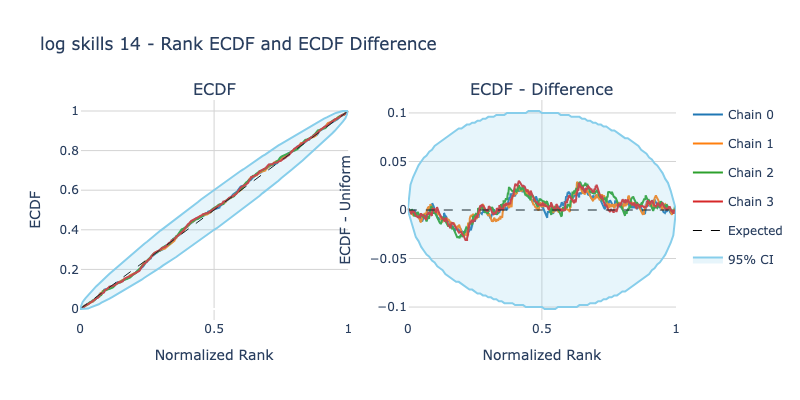 log skills 14 - Rank ECDF and ECDF Difference
ECDF
ECDF - Difference
1
0.8
0.6
0.4
0.2
0
ECDF
0
0.5
1
Normalized Rank
0.1
0.05
0
−0.05
−0.1
ECDF - Uniform
0
0.5
1
Normalized Rank
Chain 0
Chain 1
Chain 2
Chain 3
Expected
95% CI